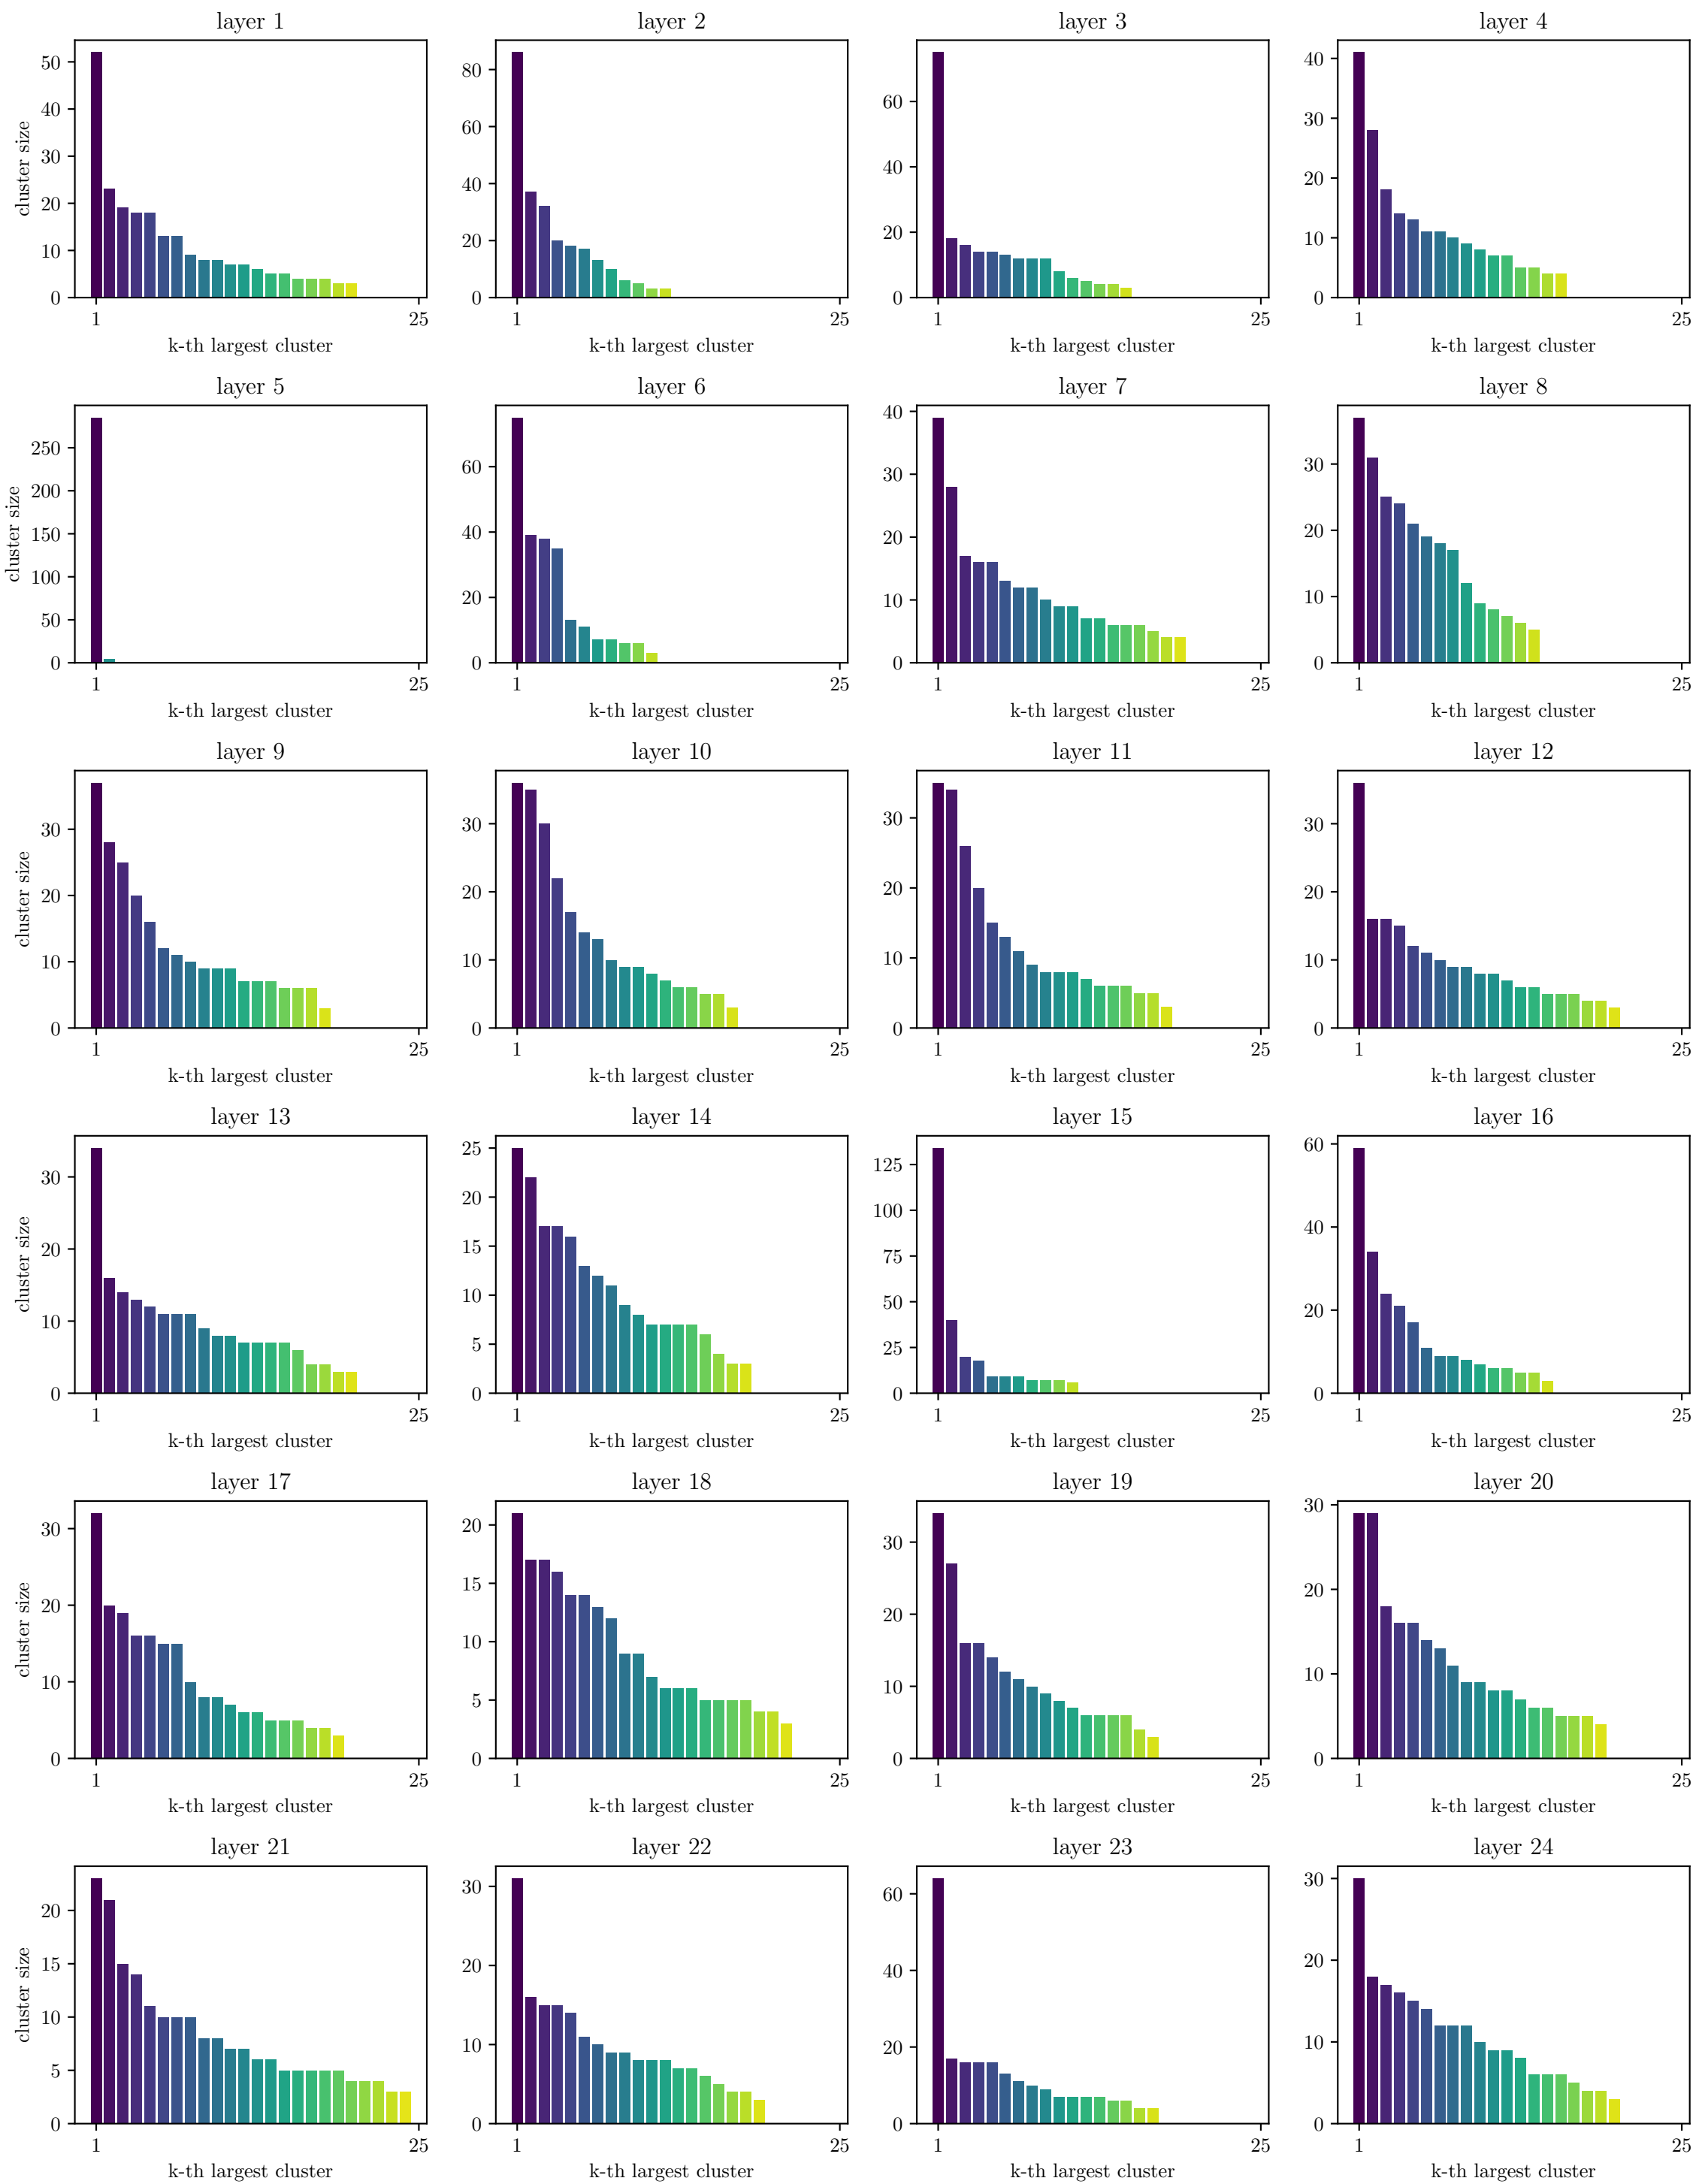 layer 1
cluster size
50
40
30
20
10
0
1
25
k-th largest cluster
layer 2
80
60
40
20
0
1
25
k-th largest cluster
layer 3
60
40
20
0
1
25
k-th largest cluster
layer 4
40
30
20
10
0
1
25
k-th largest cluster
layer 5
cluster size
250
200
150
100
50
0
1
25
k-th largest cluster
layer 6
60
40
20
0
1
25
k-th largest cluster
layer 7
40
30
20
10
0
1
25
k-th largest cluster
layer 8
30
20
10
0
1
25
k-th largest cluster
layer 9
cluster size
30
20
10
0
1
25
k-th largest cluster
layer 10
30
20
10
0
1
25
k-th largest cluster
layer 11
30
20
10
0
1
25
k-th largest cluster
layer 12
30
20
10
0
1
25
k-th largest cluster
layer 13
cluster size
30
20
10
0
1
25
k-th largest cluster
layer 14
25
20
15
10
5
0
1
25
k-th largest cluster
layer 15
125
100
75
50
25
0
1
25
k-th largest cluster
layer 16
60
40
20
0
1
25
k-th largest cluster
layer 17
cluster size
30
20
10
0
1
25
k-th largest cluster
layer 18
20
15
10
5
0
1
25
k-th largest cluster
layer 19
30
20
10
0
1
25
k-th largest cluster
layer 20
30
20
10
0
1
25
k-th largest cluster
layer 21
cluster size
20
15
10
5
0
1
25
k-th largest cluster
layer 22
30
20
10
0
1
25
k-th largest cluster
layer 23
60
40
20
0
1
25
k-th largest cluster
layer 24
30
20
10
0
1
25
k-th largest cluster